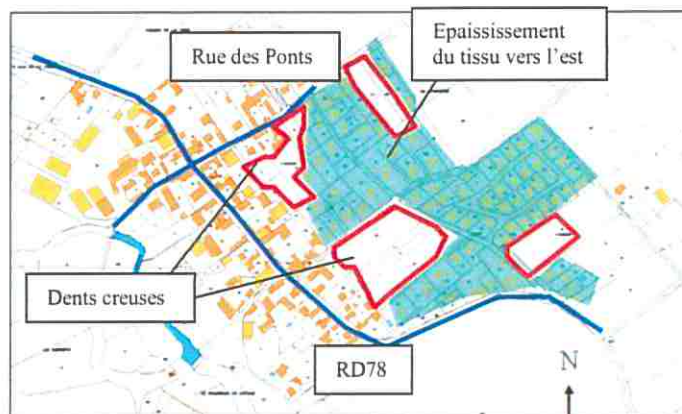 Rue des Ponts
Epaississement
du tissu vers l'est
Dents creuses
RD78
N